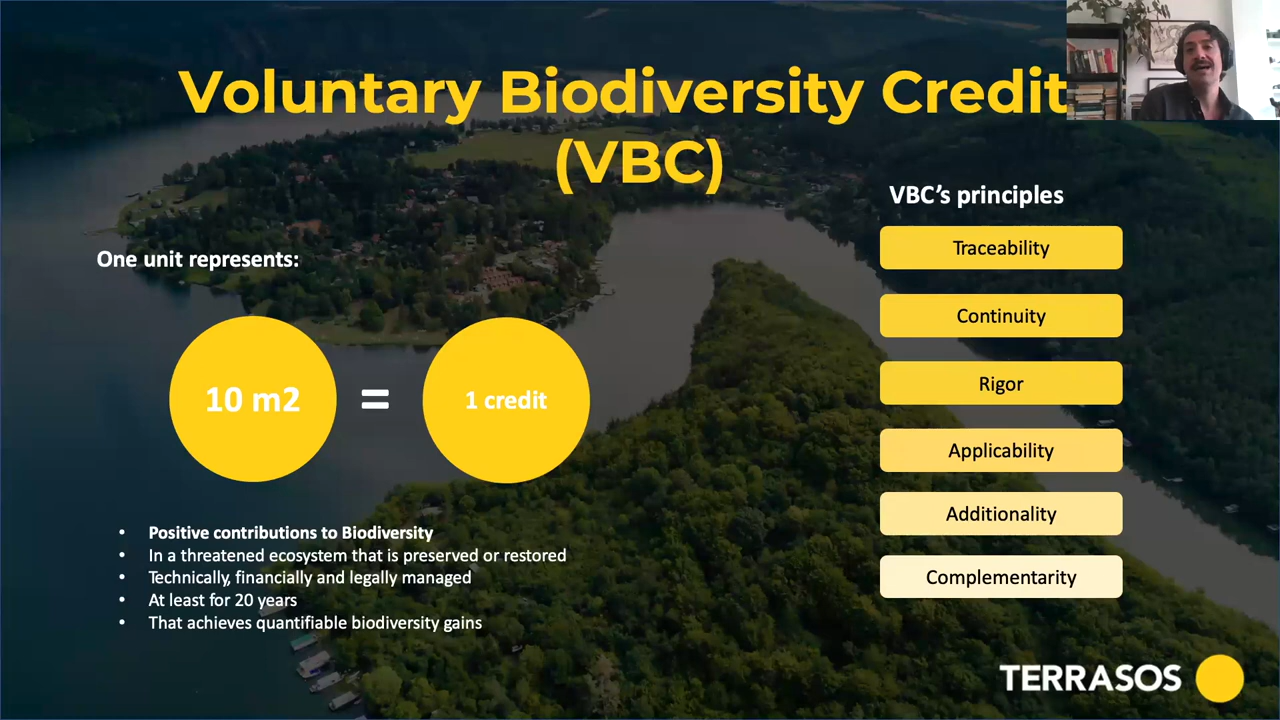 Voluntary Biodiversity Credit
(VBC)
One unit represents:
10 m2
=
1 credit
• Positive contributions to Biodiversity
• In a threatened ecosystem that is preserved or restored
• Technically, financially and legally managed
• At least for 20 years
• That achieves quantifiable biodiversity gains
VBC’s principles
Traceability
Continuity
Rigor
Applicability
Additionality
Complementarity
TERRASOS